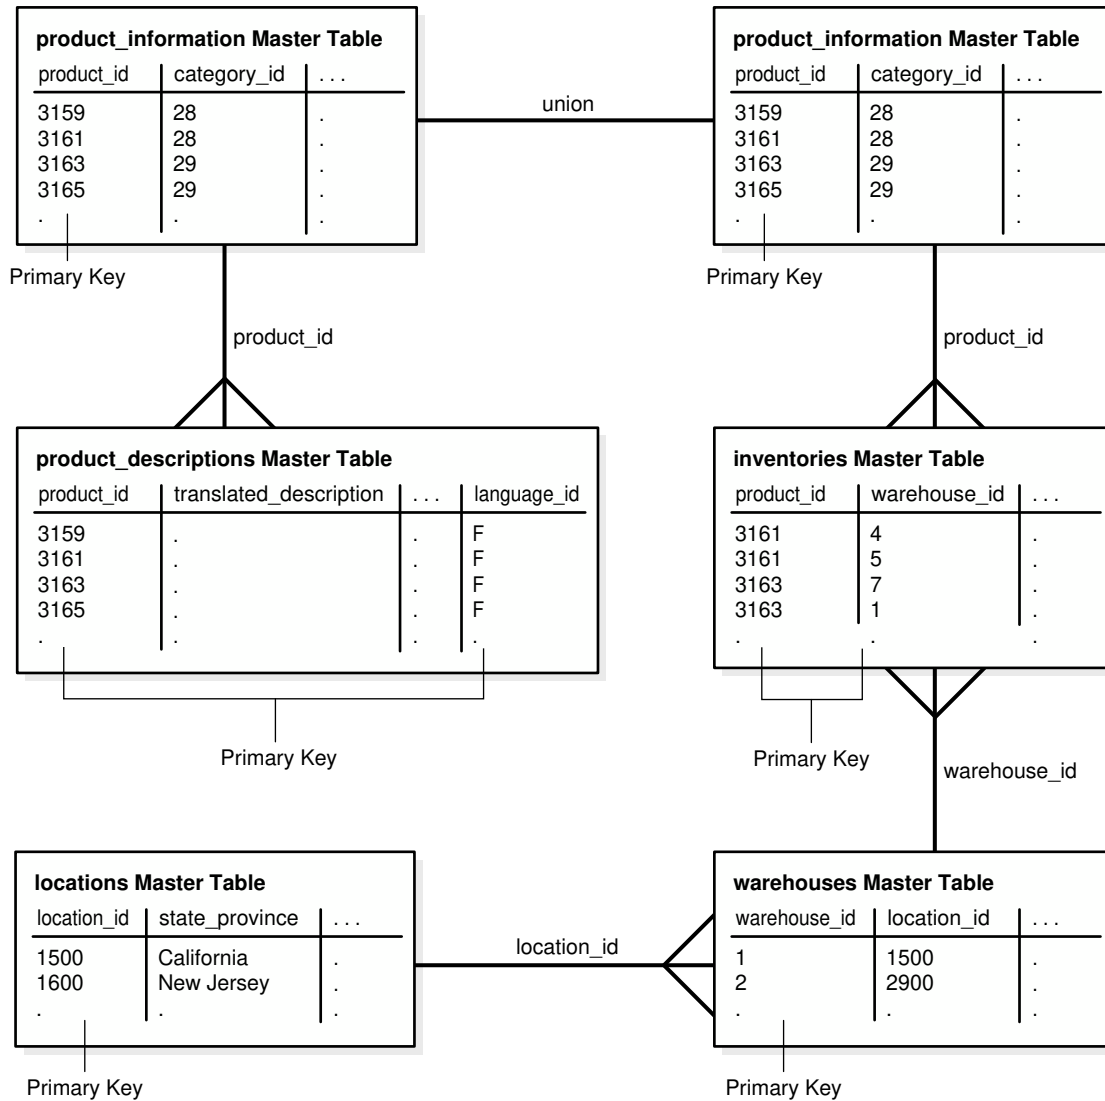 product_information Master Table
product_id category_id ...
3159 28 .
3161 28 .
3163 29 .
3165 29 .
. . .
Primary Key
union
product_information Master Table
product_id category_id ...
3159 28 .
3161 28 .
3163 29 .
3165 29 .
. . .
Primary Key
product_id
product_id
product_descriptions Master Table
product_id translated_description ... language_id
3159 . . F
3161 . . F
3163 . . F
3165 . . F
. . . .
Primary Key
inventories Master Table
product_id warehouse_id ...
3161 4 .
3161 5 .
3163 7 .
3163 1 .
. . .
Primary Key
warehouse_id
locations Master Table
location_id state_province ...
1500 California .
1600 New Jersey .
. . .
Primary Key
location_id
warehouses Master Table
warehouse_id location_id ...
1 1500 .
2 2900 .
. . .
Primary Key